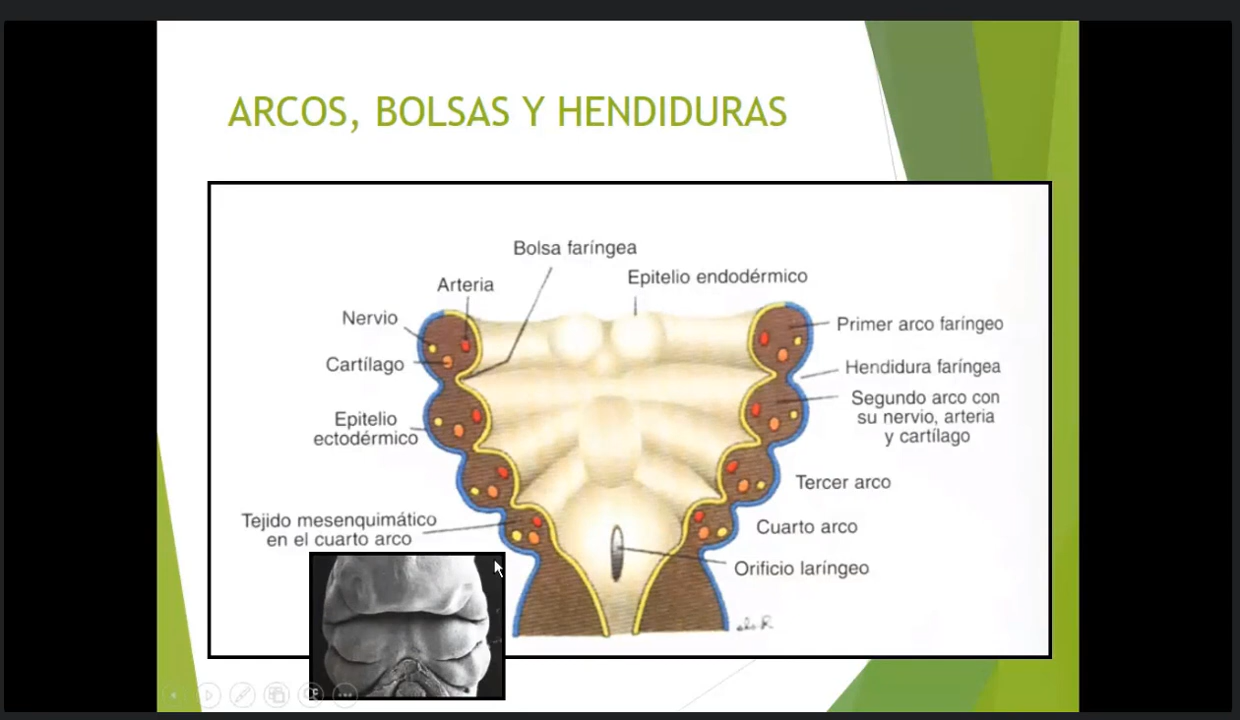 ARCOS, BOLSAS Y HENDIDURAS
Bolsa faríngea
Epitelio endodérmico
Arteria
Nervio
Primer arco faríngeo
Cartílago
Hendidura faríngea
Segundo arco con
su nervio, arteria
y cartílago
Epitelio
ectodérmico
Tercer arco
Tejido mesenquimático
en el cuarto arco
Cuarto arco
Orificio laríngeo